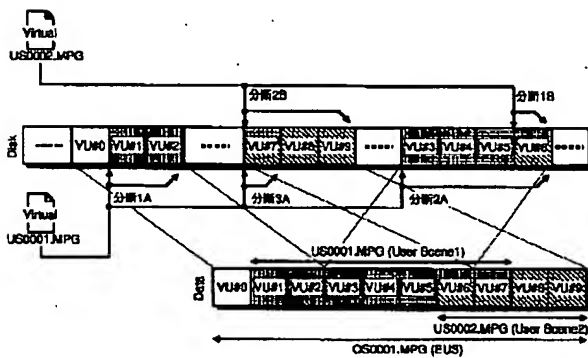 Virtual
US0002.MPG
分断2B
分断1B
Disk
VU#0
VU#1
VU#2
VU#7
VU#8
VU#9
VU#3
VU#4
VU#5
VU#6
Virtual
US0001.MPG
分断1A
分断3A
分断2A
US0001.MPG (User Scene1)
Data
VU#0
VU#1
VU#2
VU#3
VU#4
VU#5
VU#6
VU#7
VU#8
VU#9
US0002.MPG (User Scene2)
OS0001.MPG (EUS)